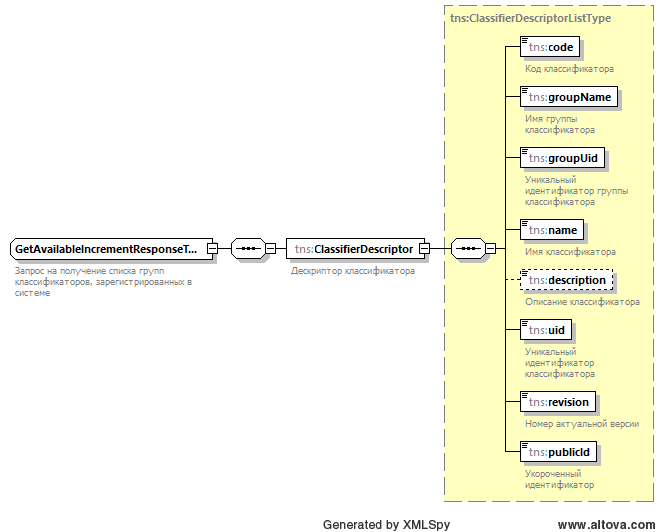 tns:ClassifierDescriptorListType
tns:code
Код классификатора
tns:groupName
Имя группы
классификатора
tns:groupUid
Уникальный
идентификатор группы
классификатора
GetAvailableIncrementResponseT...
Запрос на получение списка групп
классификаторов, зарегистрированных в
системе
tns:ClassifierDescriptor
Дескриптор классификатора
tns:name
Имя классификатора
tns:description
Описание классификатора
tns:uid
Уникальный
идентификатор
классификатора
tns:revision
Номер актуальной версии
tns:publicId
Укороченный
идентификатор
Generated by XMLSpy
www.altova.com